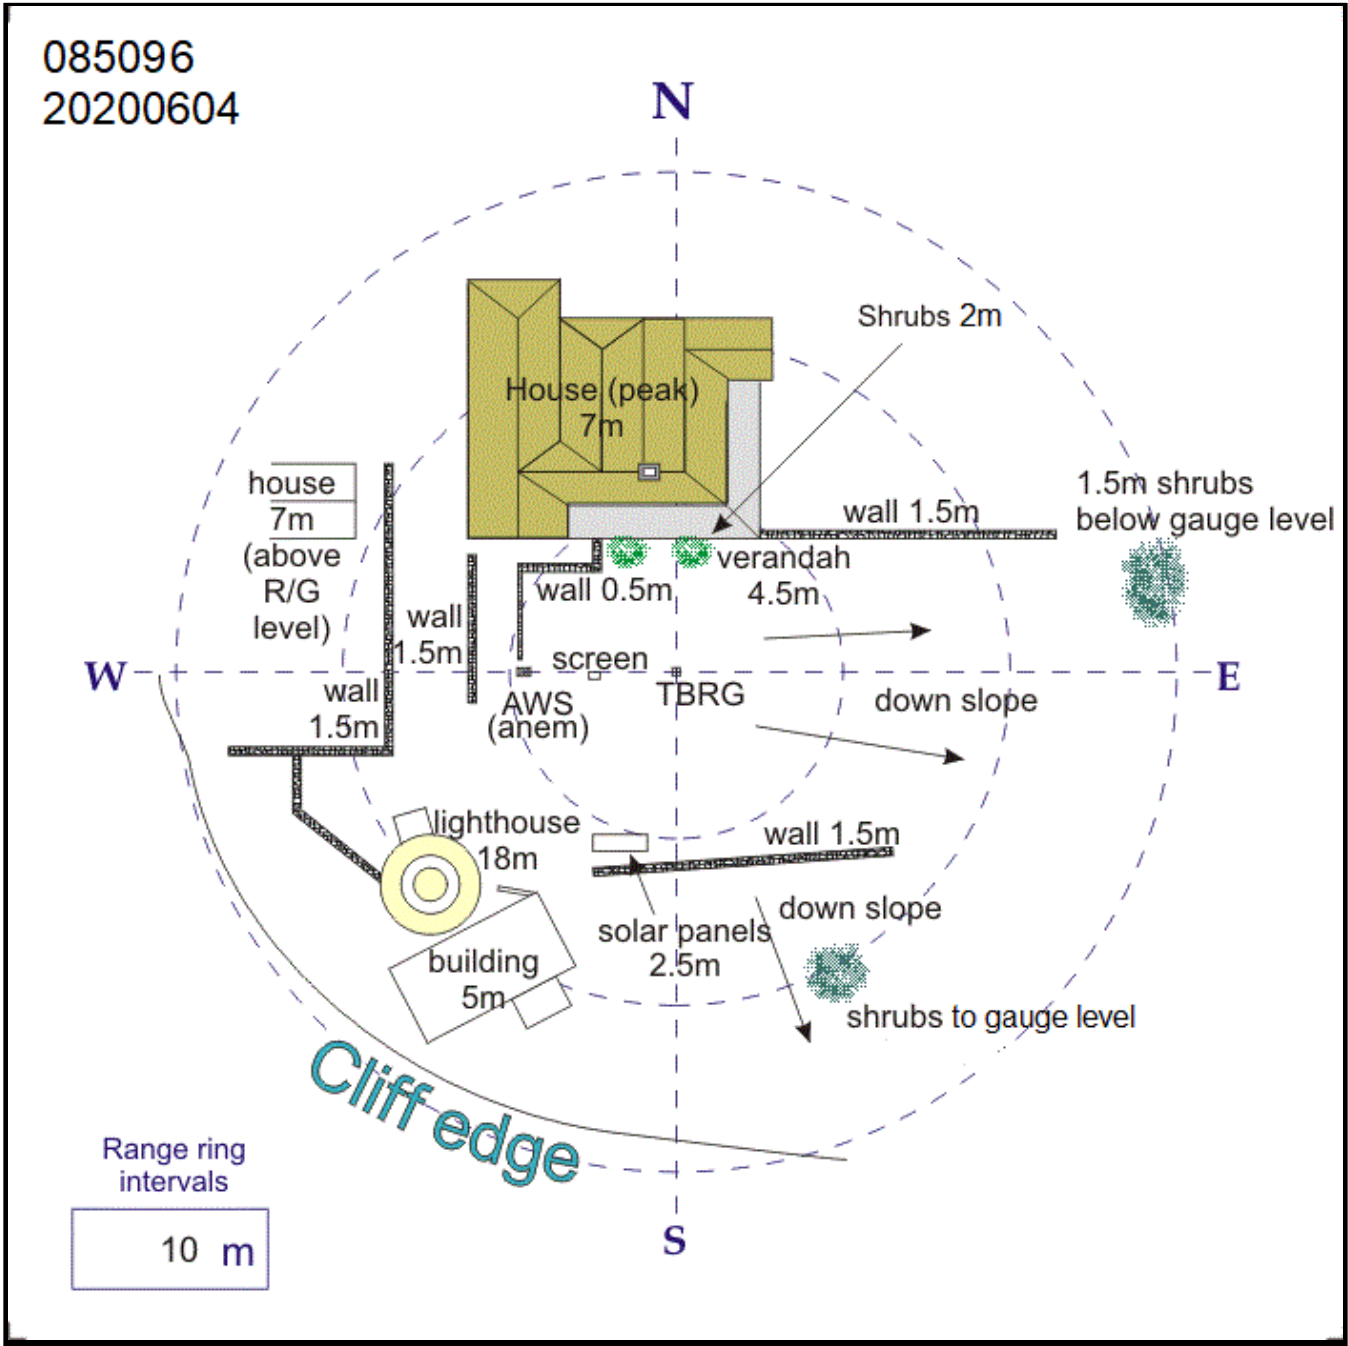 085096
20200604
N
Shrubs 2m
House (peak)
7m
house
7m
(above
R/G
level)
wall 1.5m
1.5m shrubs
below gauge level
verandah
4.5m
wall 0.5m
wall
1.5m
screen
W
E
wall
1.5m
AWS
(anem)
TBRG
down slope
lighthouse
18m
wall 1.5m
down slope
solar panels
2.5m
building
5m
shrubs to gauge level
Cliff edge
Range ring
intervals
10 m
S